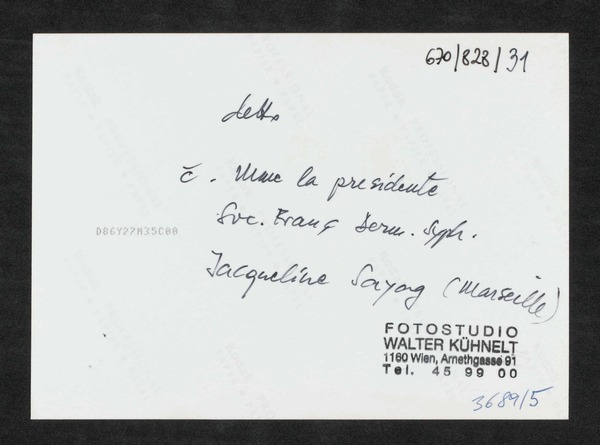 670/828/31
detto
č. Mme la presidente
Soc. Franç Derm. Syph.
D86Y27M35C00
Jacqueline Sayag (Marseille)
FOTOSTUDIO
WALTER KÜHNELT
1160 Wien, Arnethgasse 91
Tel. 45 99 00
3689/5